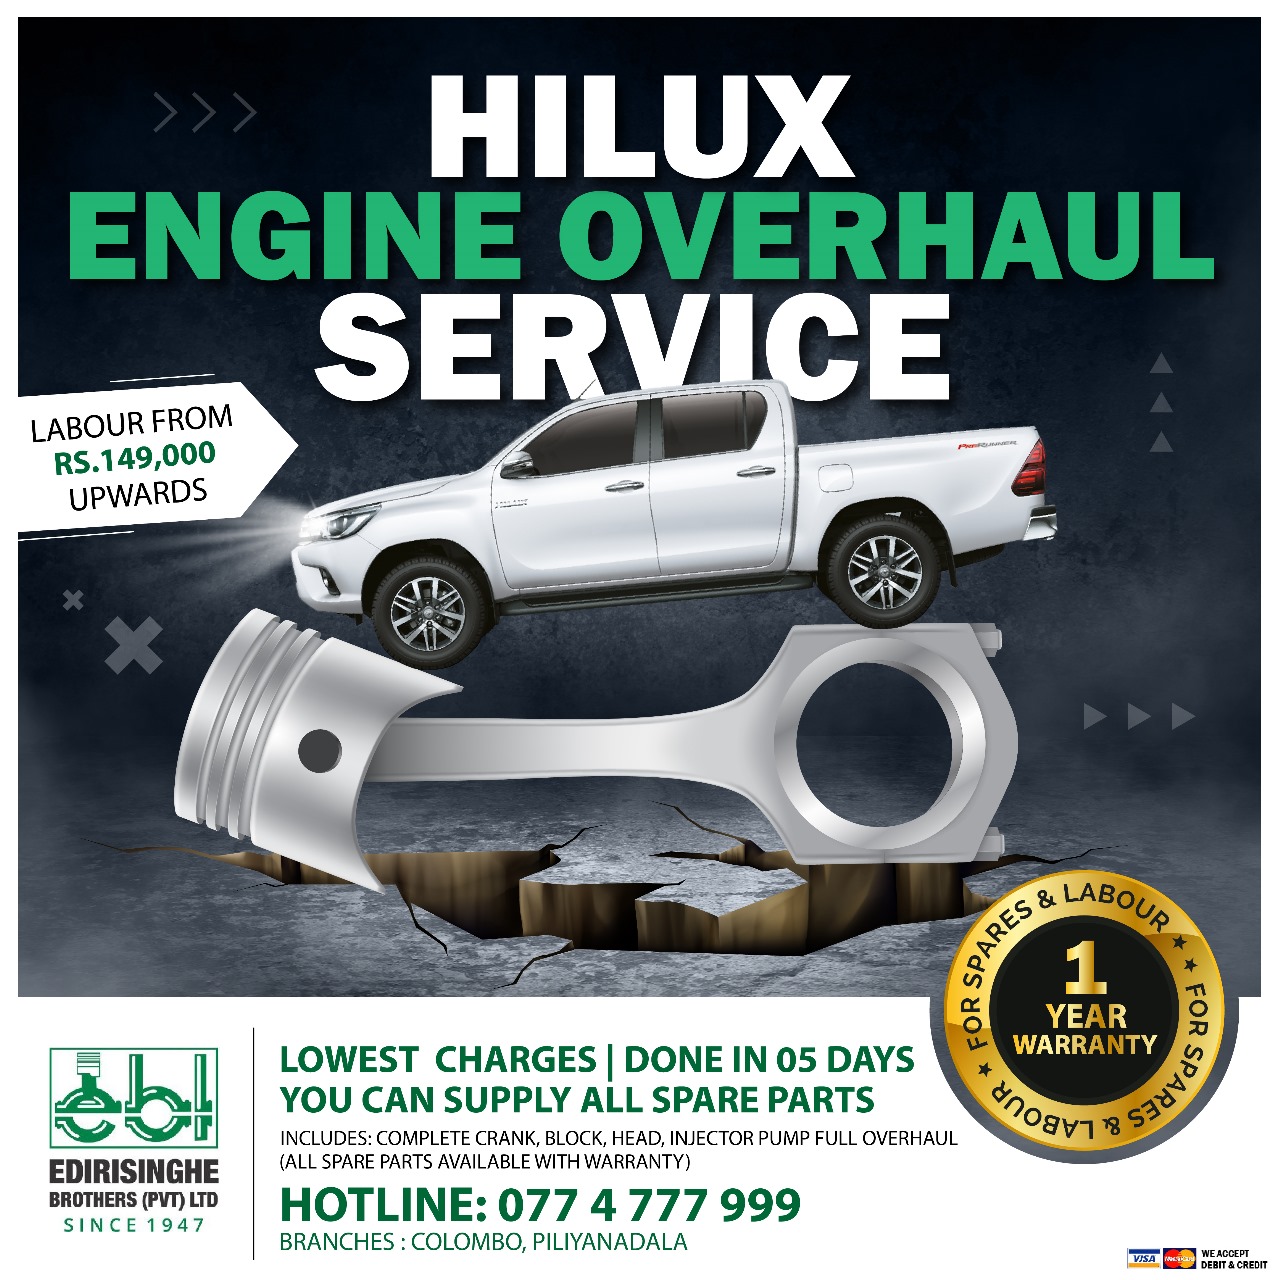 HILUX
ENGINE OVERHAUL
SERVICE
LABOUR FROM
RS.149,000
UPWARDS
PRERUNNER
FOR SPARES & LABOUR ★ ★ FOR SPARES & LABOUR ★
1
YEAR
WARRANTY
ebl
EDIRISINGHE
BROTHERS (PVT) LTD
SINCE 1947
LOWEST CHARGES | DONE IN 05 DAYS
YOU CAN SUPPLY ALL SPARE PARTS
INCLUDES: COMPLETE CRANK, BLOCK, HEAD, INJECTOR PUMP FULL OVERHAUL
(ALL SPARE PARTS AVAILABLE WITH WARRANTY)
HOTLINE: 077 4 777 999
BRANCHES : COLOMBO, PILIYANADALA
VISA
MasterCard
WE ACCEPT
DEBIT & CREDIT